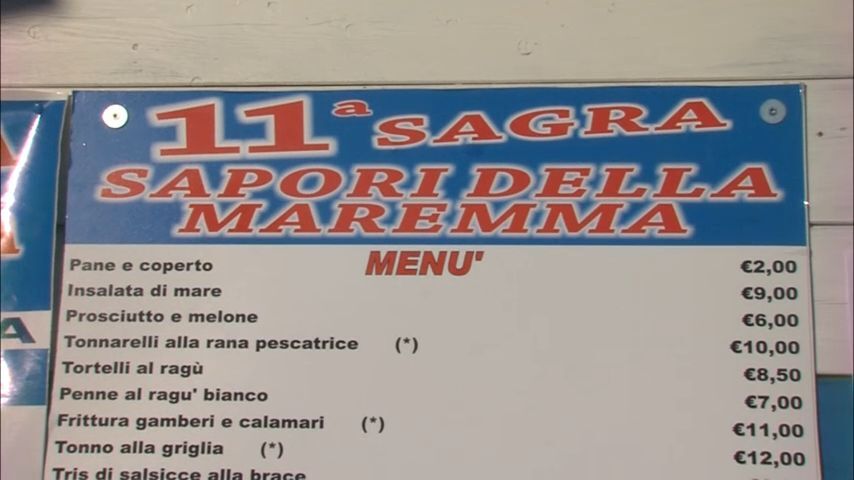 11ª SAGRA
SAPORI DELLA
MAREMMA
MENU'
Pane e coperto €2,00
Insalata di mare €9,00
Prosciutto e melone €6,00
Tonnarelli alla rana pescatrice (*) €10,00
Tortelli al ragù €8,50
Penne al ragu' bianco €7,00
Frittura gamberi e calamari (*) €11,00
Tonno alla griglia (*) €12,00
Tris di salsicce alla brace